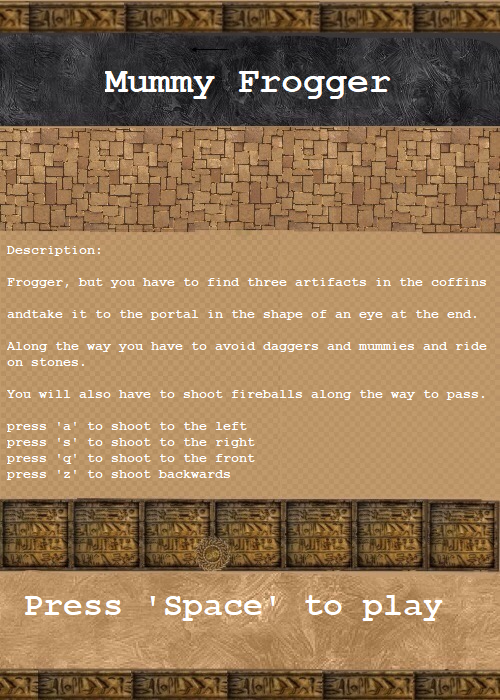 Mummy Frogger
Description:
Frogger, but you have to find three artifacts in the coffins
andtake it to the portal in the shape of an eye at the end.
Along the way you have to avoid daggers and mummies and ride
on stones.
You will also have to shoot fireballs along the way to pass.
press 'a' to shoot to the left
press 's' to shoot to the right
press 'q' to shoot to the front
press 'z' to shoot backwards
Press 'Space' to play